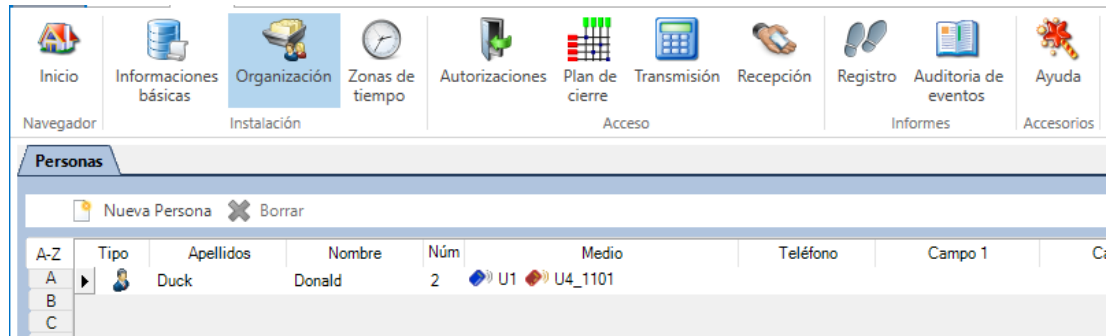 Inicio
Informaciones básicas
Organización
Zonas de tiempo
Autorizaciones
Plan de cierre
Transmisión
Recepción
Registro
Auditoria de eventos
Ayuda
Navegador
Instalación
Acceso
Informes
Accesorios
Personas
Nueva Persona Borrar
A-Z Tipo Apellidos Nombre Núm Medio Teléfono Campo 1 Ca
A Duck Donald 2 U1 U4_1101
B
C